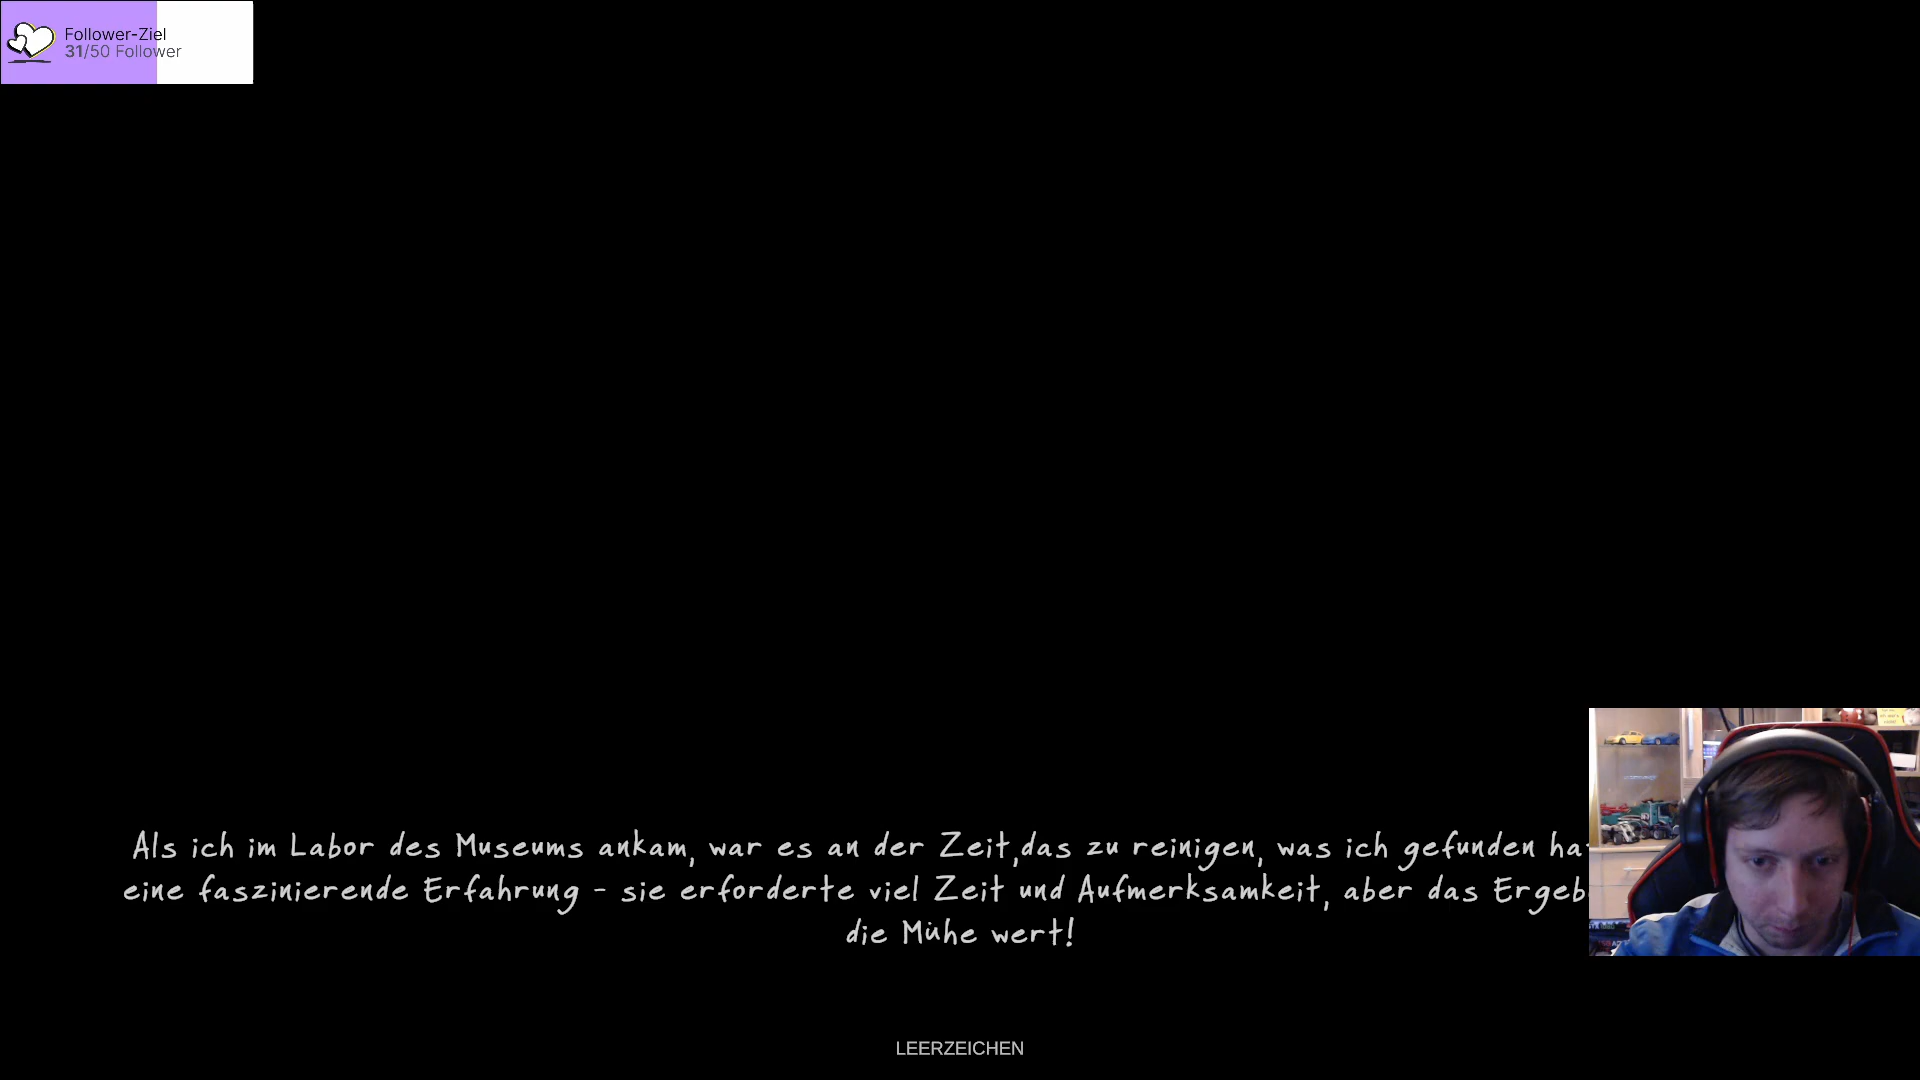 Follower-Ziel
31/50 Follower
Als ich im Labor des Museums ankam, war es an der Zeit,das zu reinigen, was ich gefunden
eine faszinierende Erfahrung - sie erforderte viel Zeit und Aufmerksamkeit, aber das
die Mühe wert!
LEERZEICHEN